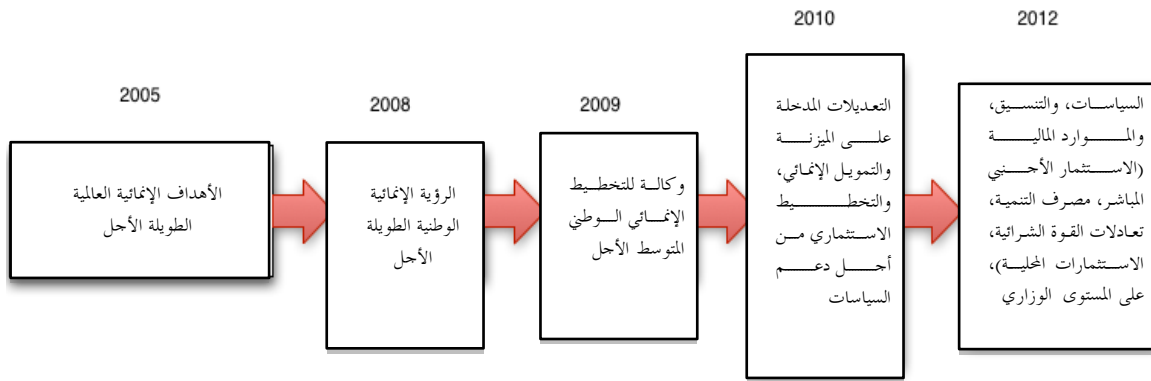 2005
الأهداف الإنمائية العالمية
الطويلة الأجل
2008
الرؤية الإنمائية
الوطنية الطويلة
الأجل
2009
وكالة للتخطيط
الإنمائي الوطني
المتوسط الأجل
2010
التعديلات المدخلة
على الميزنة
والتمويل الإنمائي،
والتخطيط
الاستثماري من
أجل دعم
السياسات
2012
السياسات، والتنسيق،
والموارد المالية
(الاستثمار الأجنبي
المباشر، مصرف التنمية،
تعادلات القوة الشرائية،
الاستثمارات المحلية)،
على المستوى الوزاري